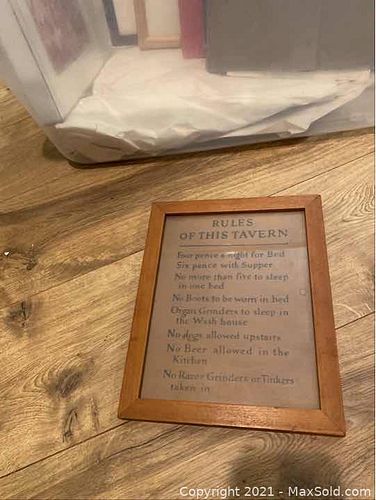 RULES
OF THIS TAVERN
Four pence a night for Bed
Six pence with Supper
No more than five to sleep
in one bed
No Boots to be worn in bed
Organ Grinders to sleep in
the Wash house
No dogs allowed upstairs
No Beer allowed in the
Kitchen
No Razor Grinders or Tinkers
taken in
Copyright 2021 - MaxSold.com